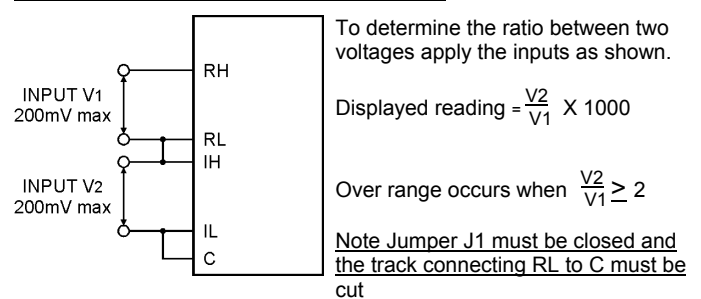 To determine the ratio between two
voltages apply the inputs as shown.
RH
INPUT V1
200mV max
Displayed reading = V2/V1 X 1000
RL
IH
INPUT V2
200mV max
Over range occurs when V2/V1 ≥ 2
IL
C
Note Jumper J1 must be closed and
the track connecting RL to C must be
cut